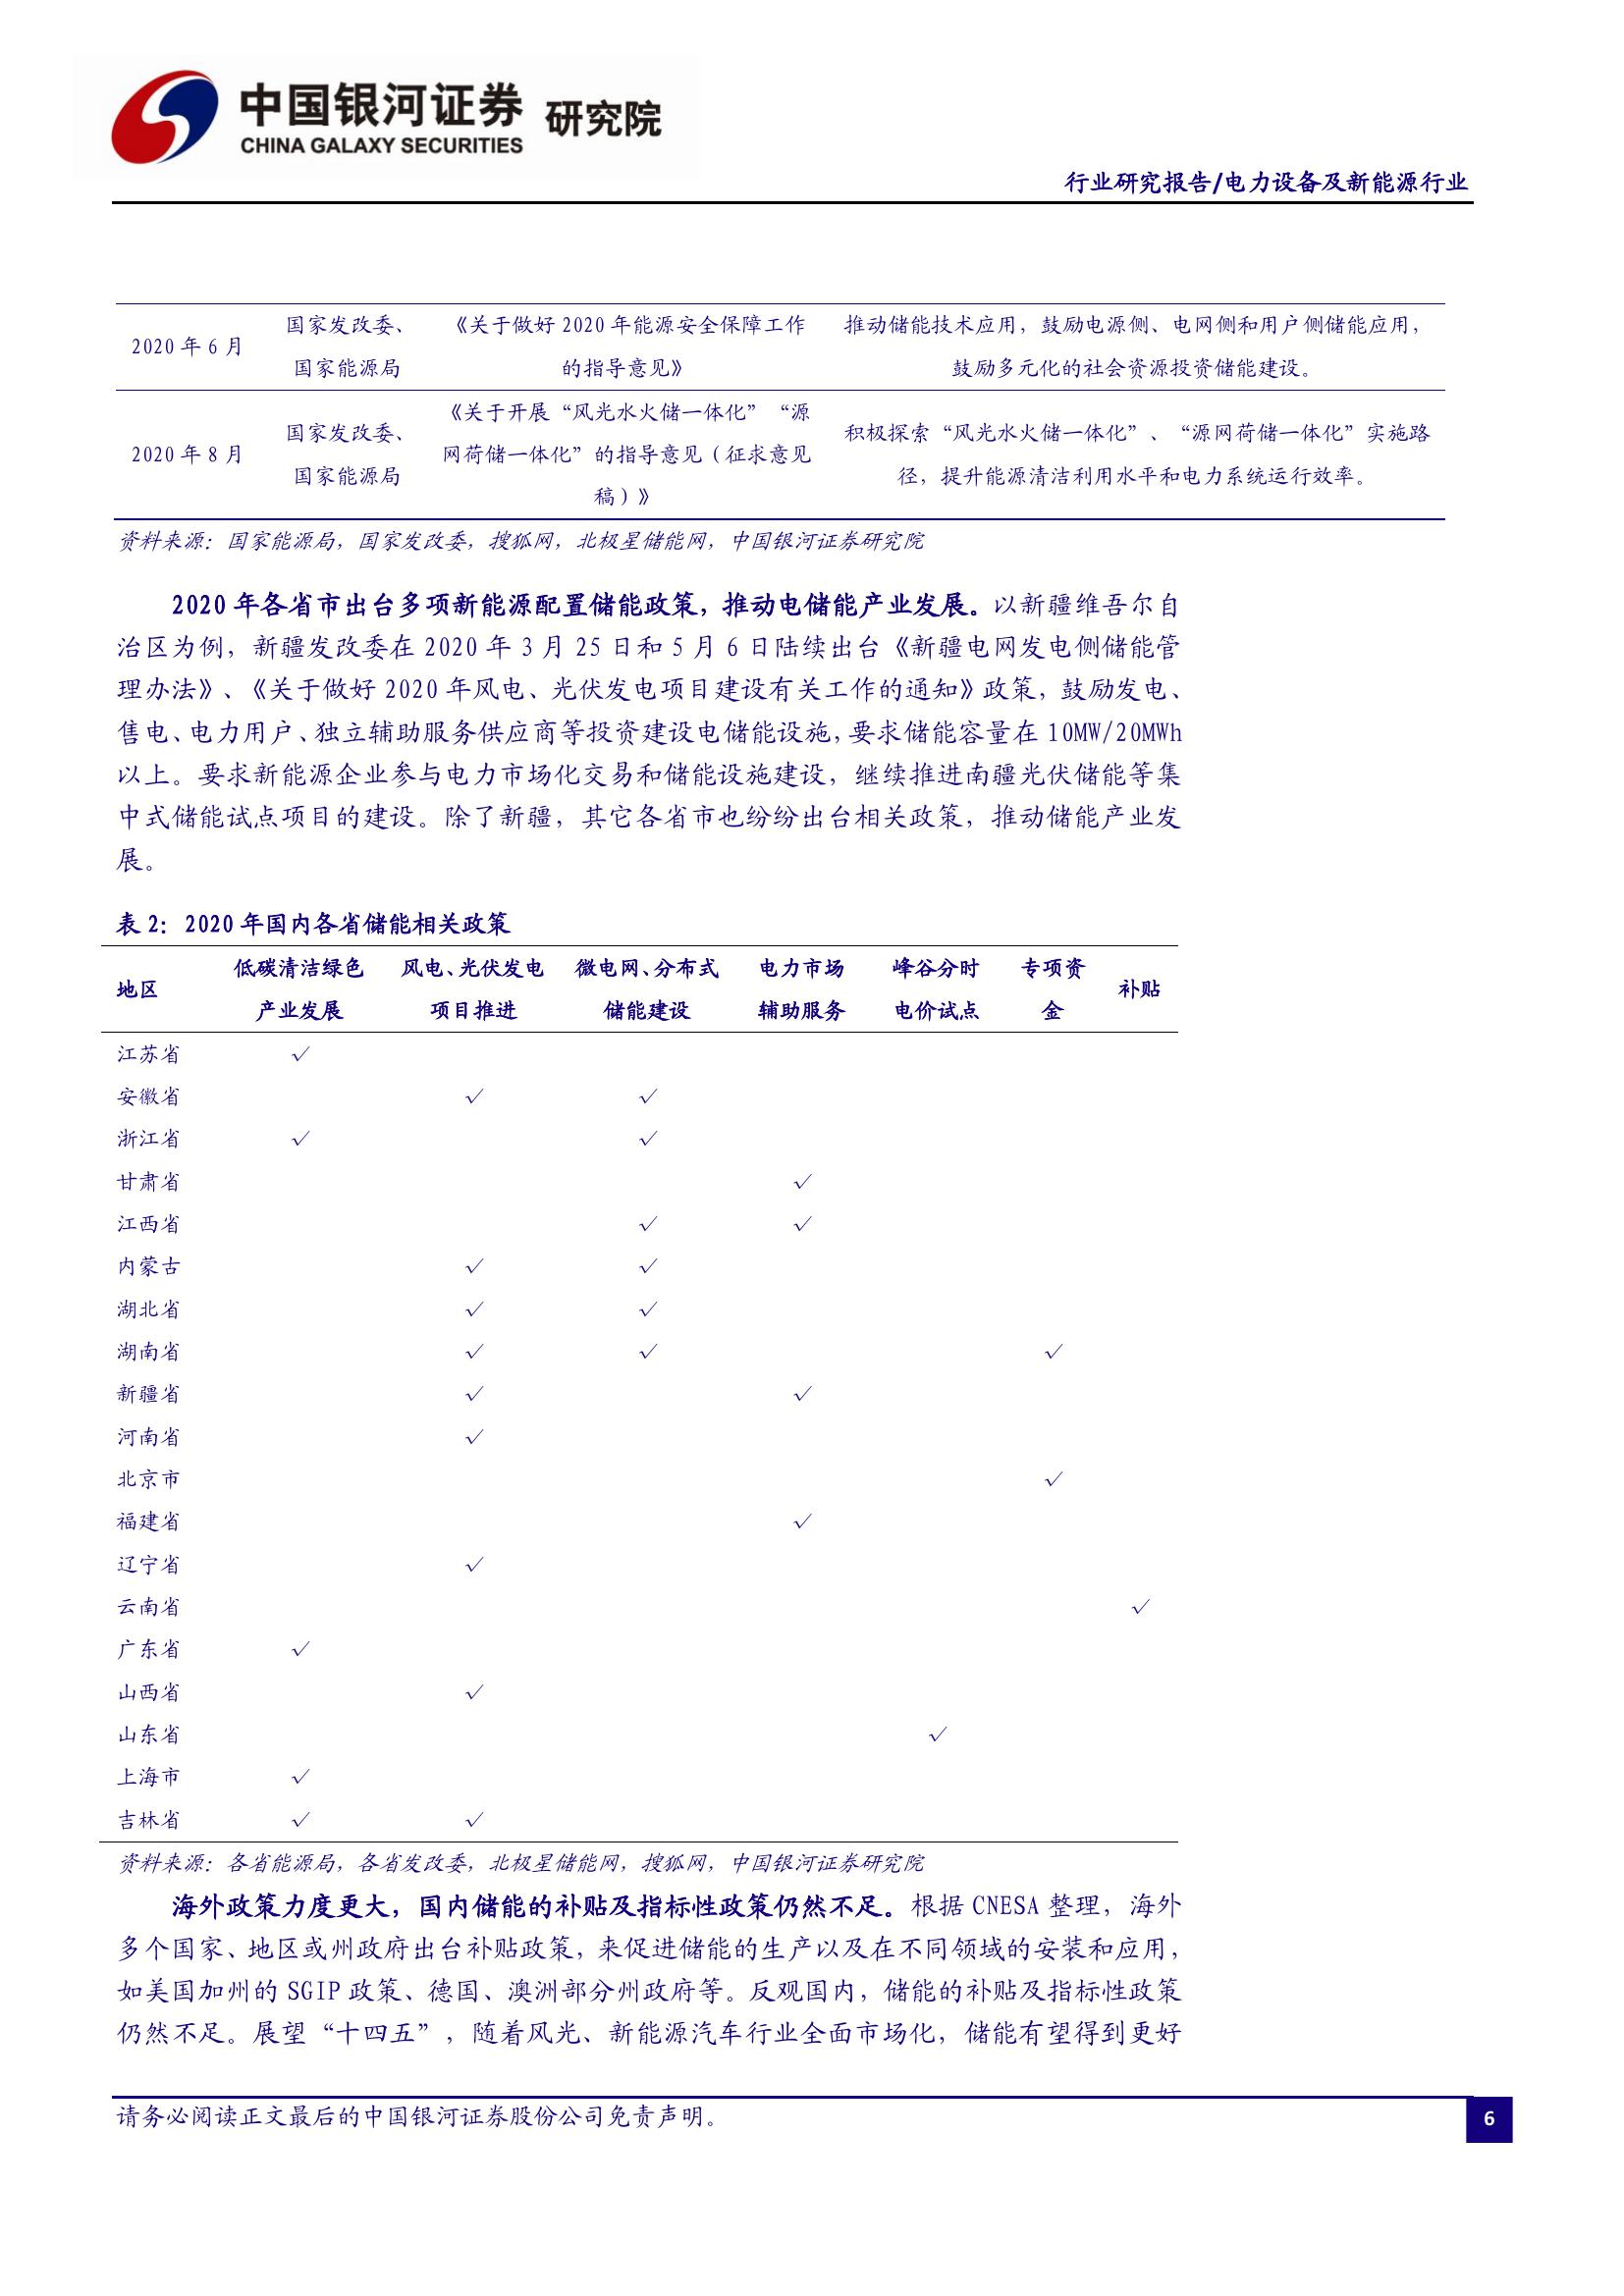 中国银河证券 研究院
CHINA GALAXY SECURITIES
行业研究报告/电力设备及新能源行业
2020 年 6 月 国家发改委、国家能源局 《关于做好 2020 年能源安全保障工作的指导意见》 推动储能技术应用，鼓励电源侧、电网侧和用户侧储能应用，鼓励多元化的社会资源投资储能建设。
2020 年 8 月 国家发改委、国家能源局 《关于开展“风光水火储一体化”“源网荷储一体化”的指导意见（征求意见稿）》 积极探索“风光水火储一体化”、“源网荷储一体化”实施路径，提升能源清洁利用水平和电力系统运行效率。
资料来源：国家能源局，国家发改委，搜狐网，北极星储能网，中国银河证券研究院
2020 年各省市出台多项新能源配置储能政策，推动电储能产业发展。以新疆维吾尔自
治区为例，新疆发改委在 2020 年 3 月 25 日和 5 月 6 日陆续出台《新疆电网发电侧储能管
理办法》、《关于做好 2020 年风电、光伏发电项目建设有关工作的通知》政策，鼓励发电、
售电、电力用户、独立辅助服务供应商等投资建设电储能设施，要求储能容量在 10MW/20MWh
以上。要求新能源企业参与电力市场化交易和储能设施建设，继续推进南疆光伏储能等集
中式储能试点项目的建设。除了新疆，其它各省市也纷纷出台相关政策，推动储能产业发
展。
表 2：2020 年国内各省储能相关政策
地区 低碳清洁绿色产业发展 风电、光伏发电项目推进 微电网、分布式储能建设 电力市场辅助服务 峰谷分时电价试点 专项资金 补贴
江苏省 √
安徽省 √ √
浙江省 √ √
甘肃省 √
江西省 √ √
内蒙古 √ √
湖北省 √ √
湖南省 √ √ √
新疆省 √ √
河南省 √
北京市 √
福建省 √
辽宁省 √
云南省 √
广东省 √
山西省 √
山东省 √
上海市 √
吉林省 √ √
资料来源：各省能源局，各省发改委，北极星储能网，搜狐网，中国银河证券研究院
海外政策力度更大，国内储能的补贴及指标性政策仍然不足。根据 CNESA 整理，海外
多个国家、地区或州政府出台补贴政策，来促进储能的生产以及在不同领域的安装和应用，
如美国加州的 SGIP 政策、德国、澳洲部分州政府等。反观国内，储能的补贴及指标性政策
仍然不足。展望“十四五”，随着风光、新能源汽车行业全面市场化，储能有望得到更好
请务必阅读正文最后的中国银河证券股份公司免责声明。
6